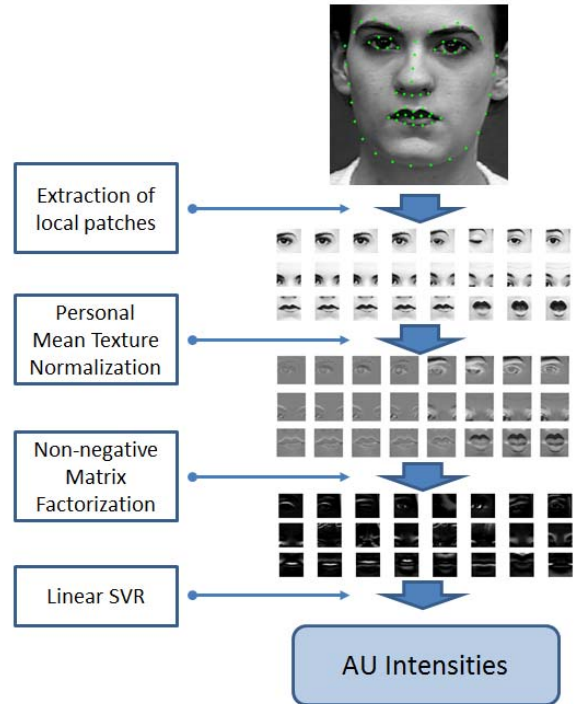 Extraction of
local patches
Personal
Mean Texture
Normalization
Non-negative
Matrix
Factorization
Linear SVR
AU Intensities